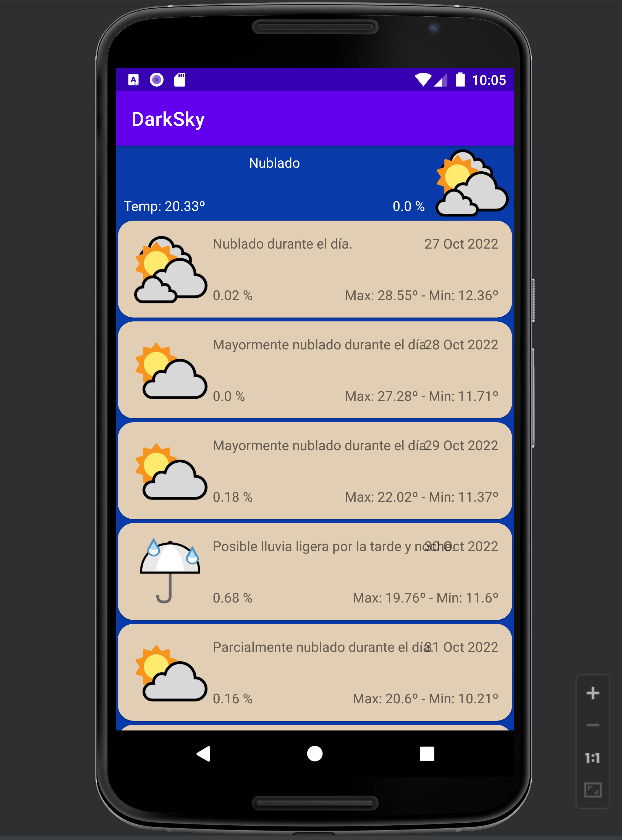 A 10:05
DarkSky
Nublado
Temp: 20.33º 0.0 %
Nublado durante el día. 27 Oct 2022
0.02 % Max: 28.55º - Min: 12.36º
Mayormente nublado durante el día. 28 Oct 2022
0.0 % Max: 27.28º - Min: 11.71º
Mayormente nublado durante el día. 29 Oct 2022
0.18 % Max: 22.02º - Min: 11.37º
Posible lluvia ligera por la tarde y noche. 30 Oct 2022
0.68 % Max: 19.76º - Min: 11.6º
Parcialmente nublado durante el día. 31 Oct 2022
0.16 % Max: 20.6º - Min: 10.21º
1:1